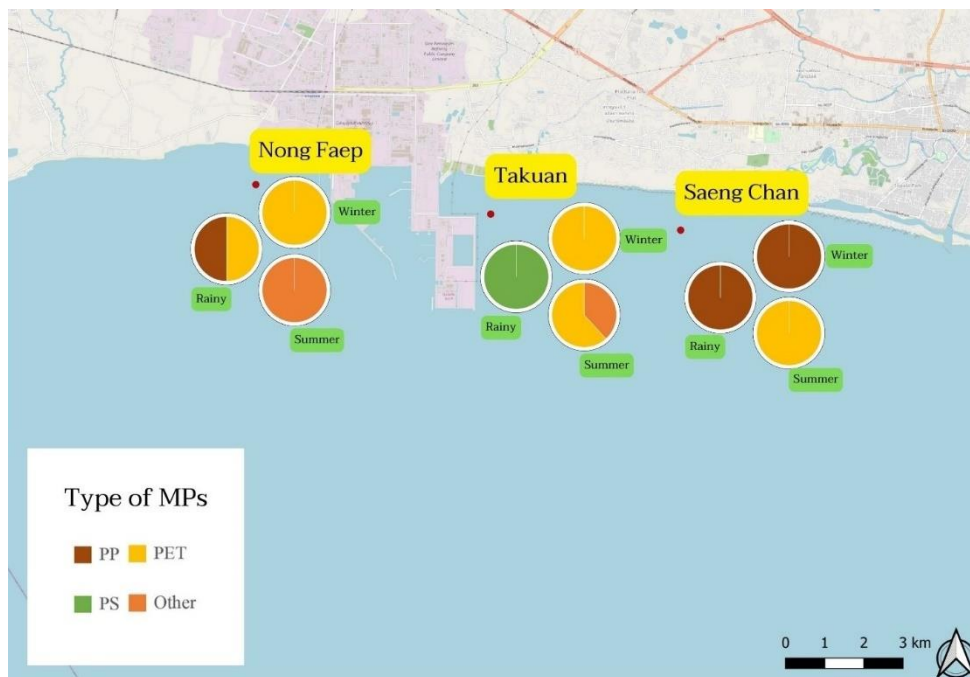 Nong Faep
Winter
Rainy
Summer
Takuan
Winter
Rainy
Summer
Saeng Chan
Winter
Rainy
Summer
Type of MPs
PP PET
PS Other
0 1 2 3 km